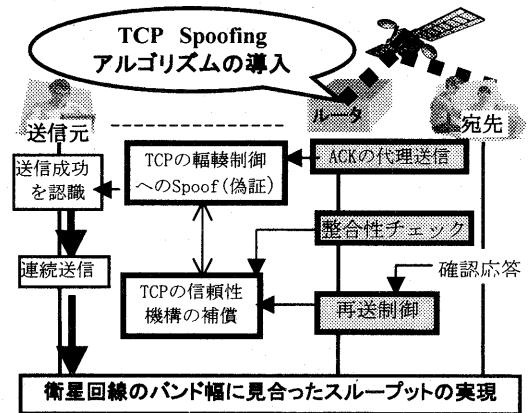 TCP Spoofing
アルゴリズムの導入
送信元
ルータ
宛先
送信成功
を認識
TCPの輻輳制御
へのSpoof(偽証)
ACKの代理送信
整合性チェック
連続送信
確認応答
TCPの信頼性
機構の補償
再送制御
衛星回線のバンド幅に見合ったスループットの実現